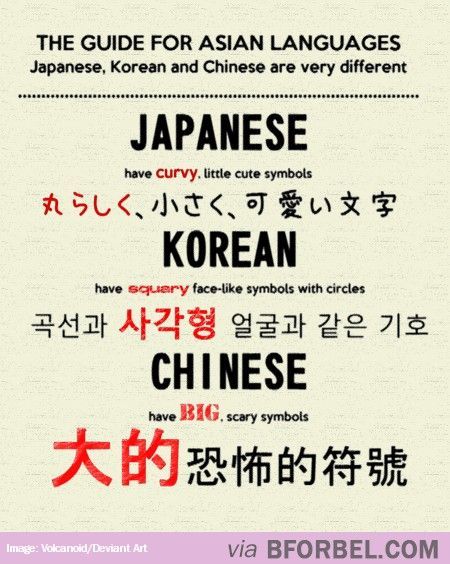 THE GUIDE FOR ASIAN LANGUAGES
Japanese, Korean and Chinese are very different
JAPANESE
have curvy, little cute symbols
丸らしく、小さく、可愛い文字
KOREAN
have squary face-like symbols with circles
곡선과 사각형 얼굴과 같은 기호
CHINESE
have BIG, scary symbols
大的恐怖的符號
Image: Volcanoid/Deviant Art
via BFORBEL.COM